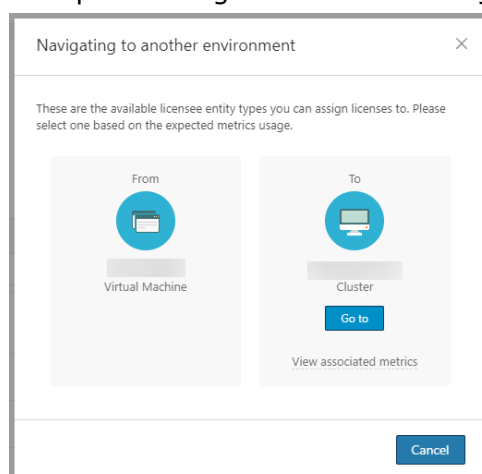 Navigating to another environment
These are the available licensee entity types you can assign licenses to. Please
select one based on the expected metrics usage.
From
To
Virtual Machine
Cluster
Go to
View associated metrics
Cancel